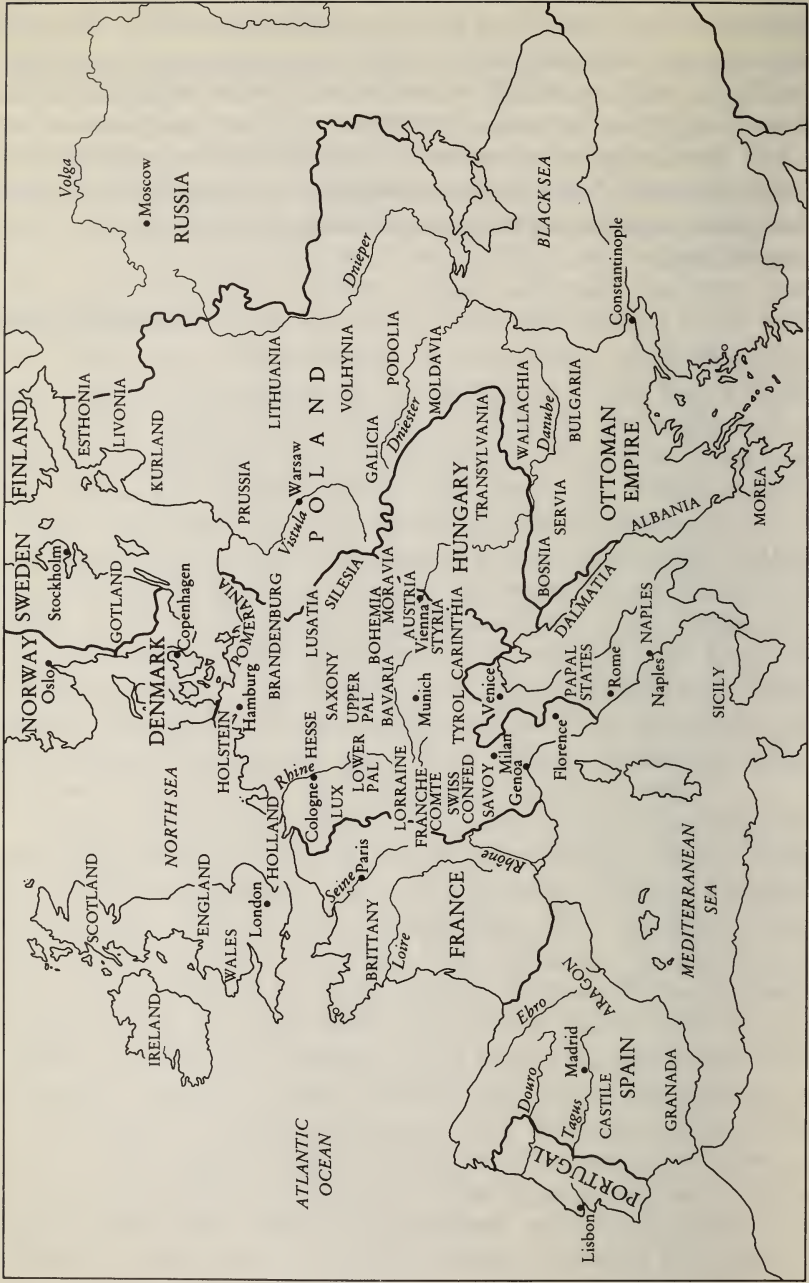 NORWAY
Oslo
SWEDEN
Stockholm
FINLAND
Volga
Moscow
RUSSIA
SCOTLAND
NORTH SEA
DENMARK
GOTLAND
Copenhagen
ESTHONIA
LIVONIA
KURLAND
IRELAND
ENGLAND
WALES
London
HOLLAND
HOLSTEIN
Hamburg
POMERANIA
BRANDENBURG
PRUSSIA
LITHUANIA
Vistula
Warsaw
POLAND
VOLHYNIA
Dnieper
ATLANTIC
OCEAN
Rhine
Cologne
HESSE
LUX
LOWER
PAL
SAXONY
UPPER
PAL
LUSATIA
SILESIA
BOHEMIA
MORAVIA
GALICIA
PODOLIA
Dniester
MOLDAVIA
Seine
Paris
BRITTANY
Loire
FRANCE
LORRAINE
FRANCHE
COMTE
SWISS
CONFED
SAVOY
BAVARIA
Munich
AUSTRIA
Vienna
STYRIA
TYROL
CARINTHIA
HUNGARY
TRANSYLVANIA
WALLACHIA
Danube
BULGARIA
BLACK SEA
Constantinople
Rhône
Milan
Genoa
Venice
Florence
BOSNIA
SERVIA
DALMATIA
OTTOMAN
EMPIRE
ALBANIA
MOREA
PAPAL
STATES
Rome
NAPLES
Naples
SICILY
Ebro
ARAGON
Douro
Madrid
Tagus
CASTILE
SPAIN
GRANADA
PORTUGAL
Lisbon
MEDITERRANEAN
SEA